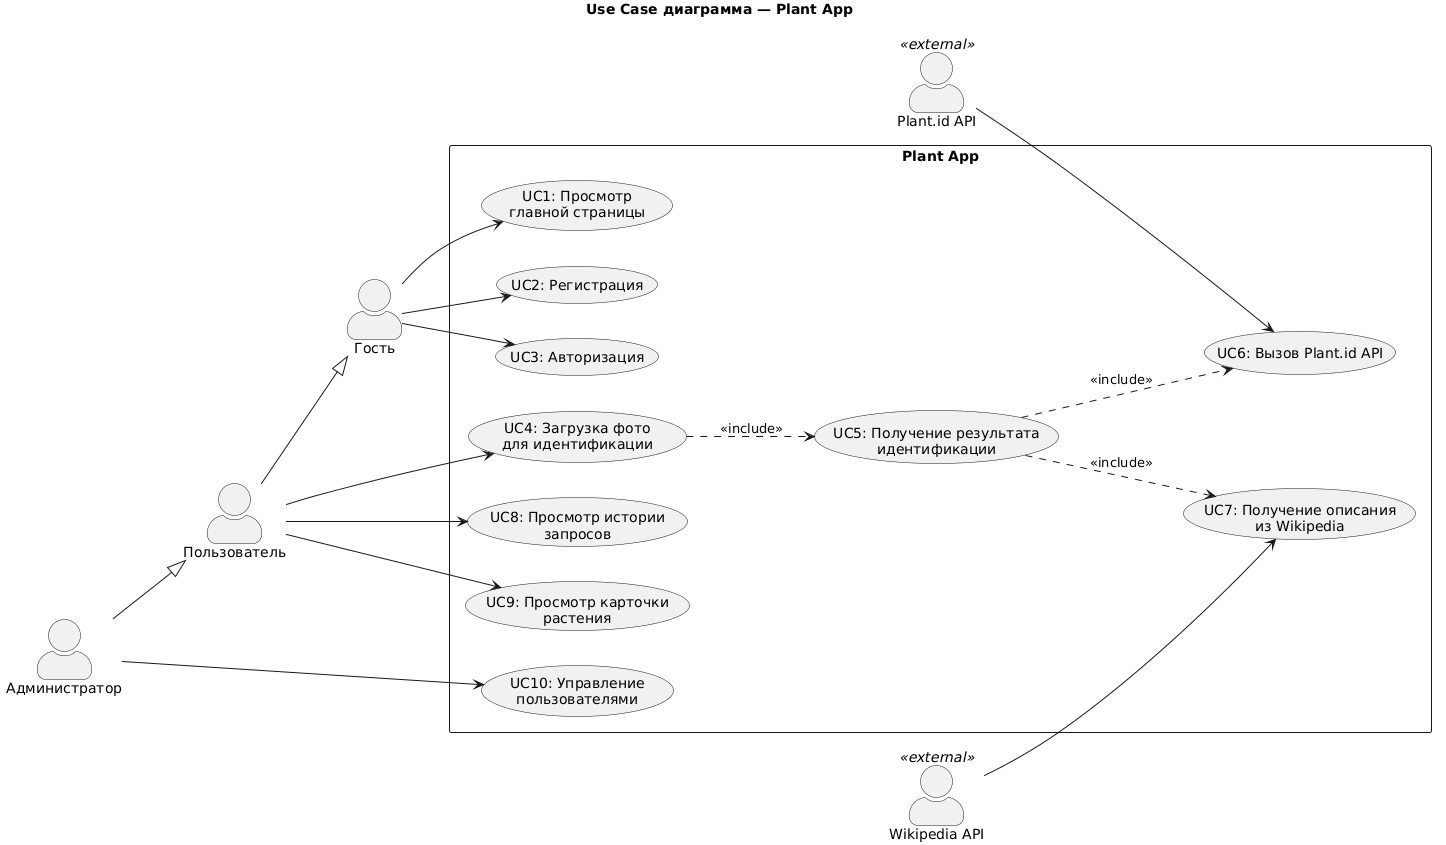 Use Case диаграмма — Plant App
«external»
Plant.id API
Plant App
UC1: Просмотр
главной страницы
UC2: Регистрация
UC3: Авторизация
Гость
UC6: Вызов Plant.id API
«include»
UC4: Загрузка фото
для идентификации
«include»
UC5: Получение результата
идентификации
«include»
UC7: Получение описания
из Wikipedia
UC8: Просмотр истории
запросов
Пользователь
UC9: Просмотр карточки
растения
UC10: Управление
пользователями
Администратор
«external»
Wikipedia API